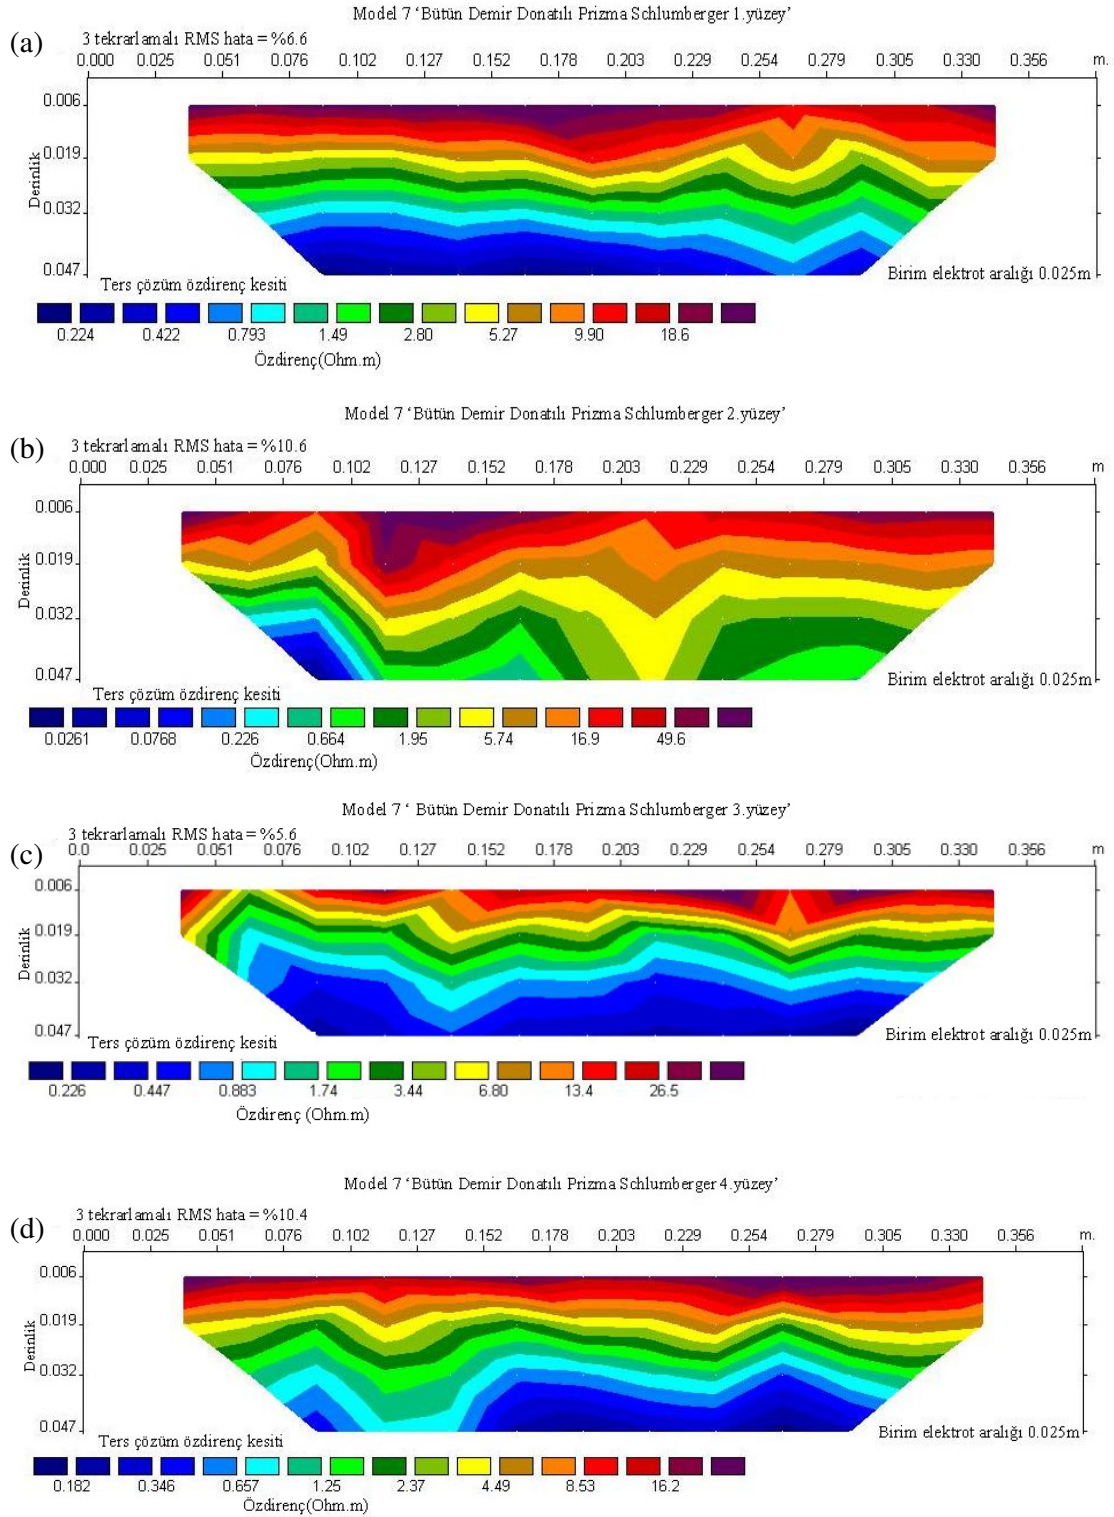 Model 7 ‘Bütün Demir Donatılı Prizma Schlumberger 1.yüzey’
(a)
3 tekrarlamalı RMS hata = %6.6
0.000 0.025 0.051 0.076 0.102 0.127 0.152 0.178 0.203 0.229 0.254 0.279 0.305 0.330 0.356 m.
0.006
0.019
0.032
0.047
Derinlik
Ters çözüm özdirenç kesiti
Birim elektrot aralığı 0.025m
0.224 0.422 0.793 1.49 2.80 5.27 9.90 18.6
Özdirenç(Ohm.m)
Model 7 ‘Bütün Demir Donatılı Prizma Schlumberger 2.yüzey’
(b)
3 tekrarlamalı RMS hata = %10.6
0.000 0.025 0.051 0.076 0.102 0.127 0.152 0.178 0.203 0.229 0.254 0.279 0.305 0.330 0.356 m
0.006
0.019
0.032
0.047
Derinlik
Ters çözüm özdirenç kesiti
Birim elektrot aralığı 0.025m
0.0261 0.0768 0.226 0.664 1.95 5.74 16.9 49.6
Özdirenç(Ohm.m)
Model 7 ‘ Bütün Demir Donatılı Prizma Schlumberger 3.yüzey’
(c)
3 tekrarlamalı RMS hata = %5.6
0.0 0.025 0.051 0.076 0.102 0.127 0.152 0.178 0.203 0.229 0.254 0.279 0.305 0.330 0.356 m
0.006
0.019
0.032
0.047
Derinlik
Ters çözüm özdirenç kesiti
Birim elektrot aralığı 0.025m
0.226 0.447 0.883 1.74 3.44 6.80 13.4 26.5
Özdirenç (Ohm.m)
Model 7 ‘Bütün Demir Donatılı Prizma Schlumberger 4.yüzey’
(d)
3 tekrarlamalı RMS hata = %10.4
0.000 0.025 0.051 0.076 0.102 0.127 0.152 0.178 0.203 0.229 0.254 0.279 0.305 0.330 0.356 m.
0.006
0.019
0.032
0.047
Derinlik
Ters çözüm özdirenç kesiti
Birim elektrot aralığı 0.025m
0.182 0.346 0.657 1.25 2.37 4.49 8.53 16.2
Özdirenç(Ohm.m)